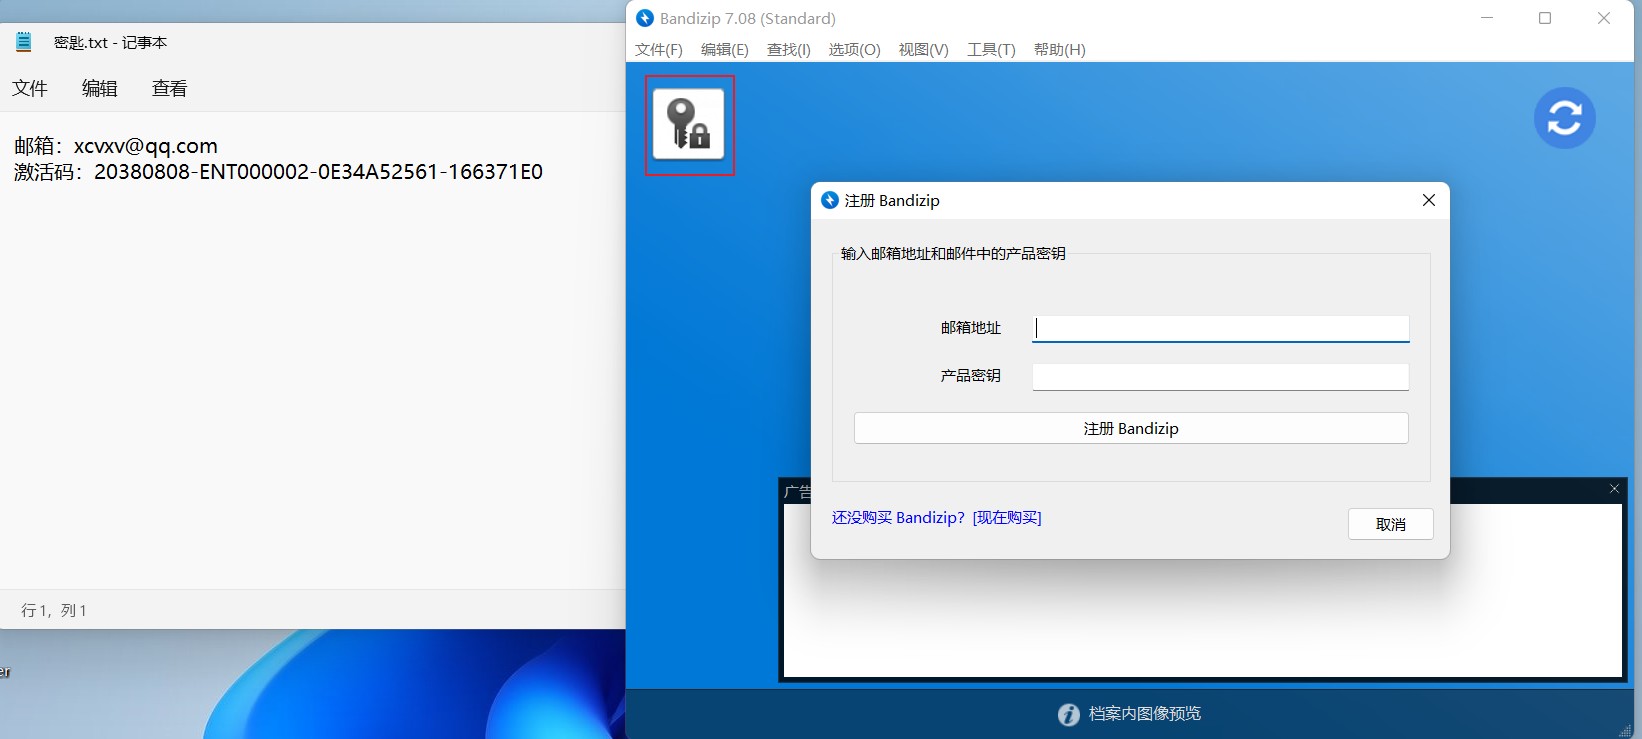 密匙.txt - 记事本
文件 编辑 查看
邮箱：xcvxv@qq.com
激活码：20380808-ENT000002-0E34A52561-166371E0
行 1，列 1
er
Bandizip 7.08 (Standard)
文件(F) 编辑(E) 查找(I) 选项(O) 视图(V) 工具(T) 帮助(H)
注册 Bandizip
输入邮箱地址和邮件中的产品密钥
邮箱地址
产品密钥
注册 Bandizip
还没购买 Bandizip？[现在购买]
取消
广告
档案内图像预览